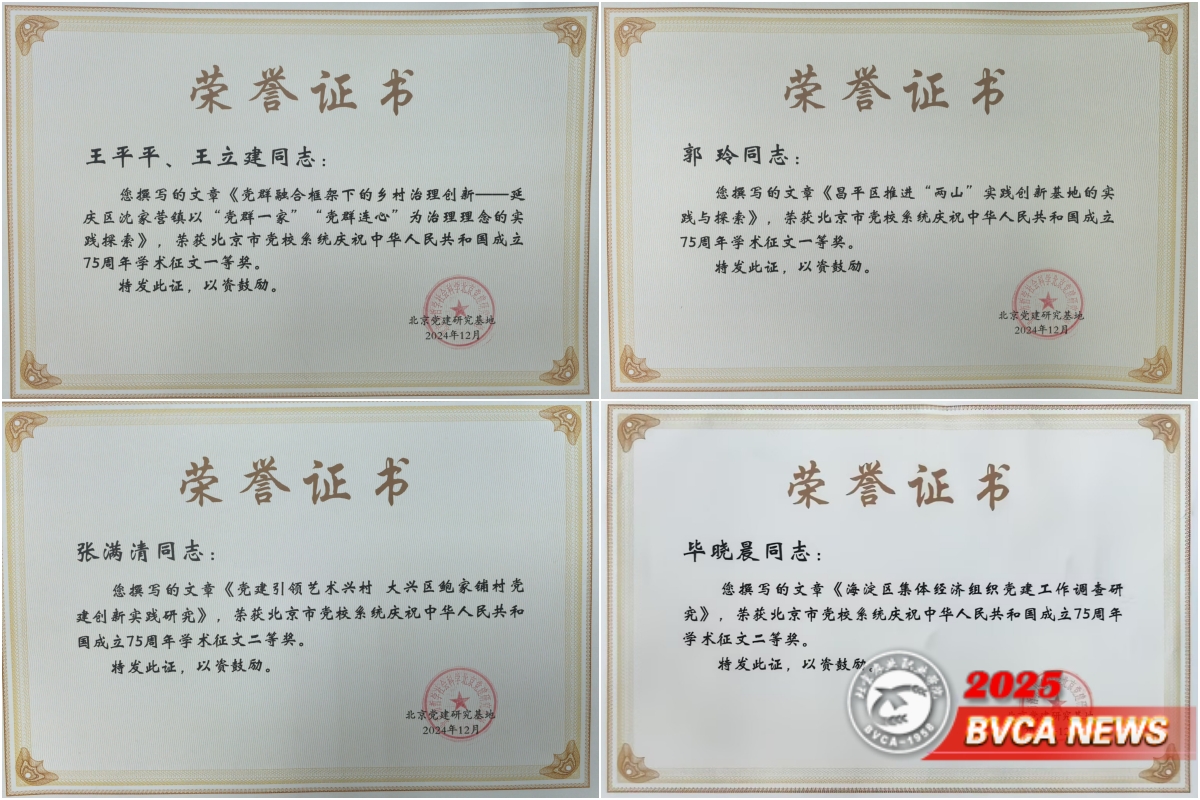 荣誉证书
王平平、王立建同志：
您撰写的文章《党群融合框架下的乡村治理创新——延
庆区沈家营镇以“党群一家”“党群连心”为治理理念的实
践探索》，荣获北京市党校系统庆祝中华人民共和国成立
75周年学术征文一等奖。
特发此证，以资鼓励。
北京党建研究基地
2024年12月
荣誉证书
郭 玲同志：
您撰写的文章《昌平区推进“两山”实践创新基地的实
践与探索》，荣获北京市党校系统庆祝中华人民共和国成立
75周年学术征文一等奖。
特发此证，以资鼓励。
北京党建研究基地
2024年12月
荣誉证书
张满清同志：
您撰写的文章《党建引领艺术兴村 大兴区鲍家铺村党
建创新实践研究》，荣获北京市党校系统庆祝中华人民共和
国成立75周年学术征文二等奖。
特发此证，以资鼓励。
北京党建研究基地
2024年12月
荣誉证书
毕晓晨同志：
您撰写的文章《海淀区集体经济组织党建工作调查研
究》，荣获北京市党校系统庆祝中华人民共和国成立75周年
学术征文二等奖。
特发此证，以资鼓励。
北京农业职业学院
BVCA-1958
2025
BVCA NEWS